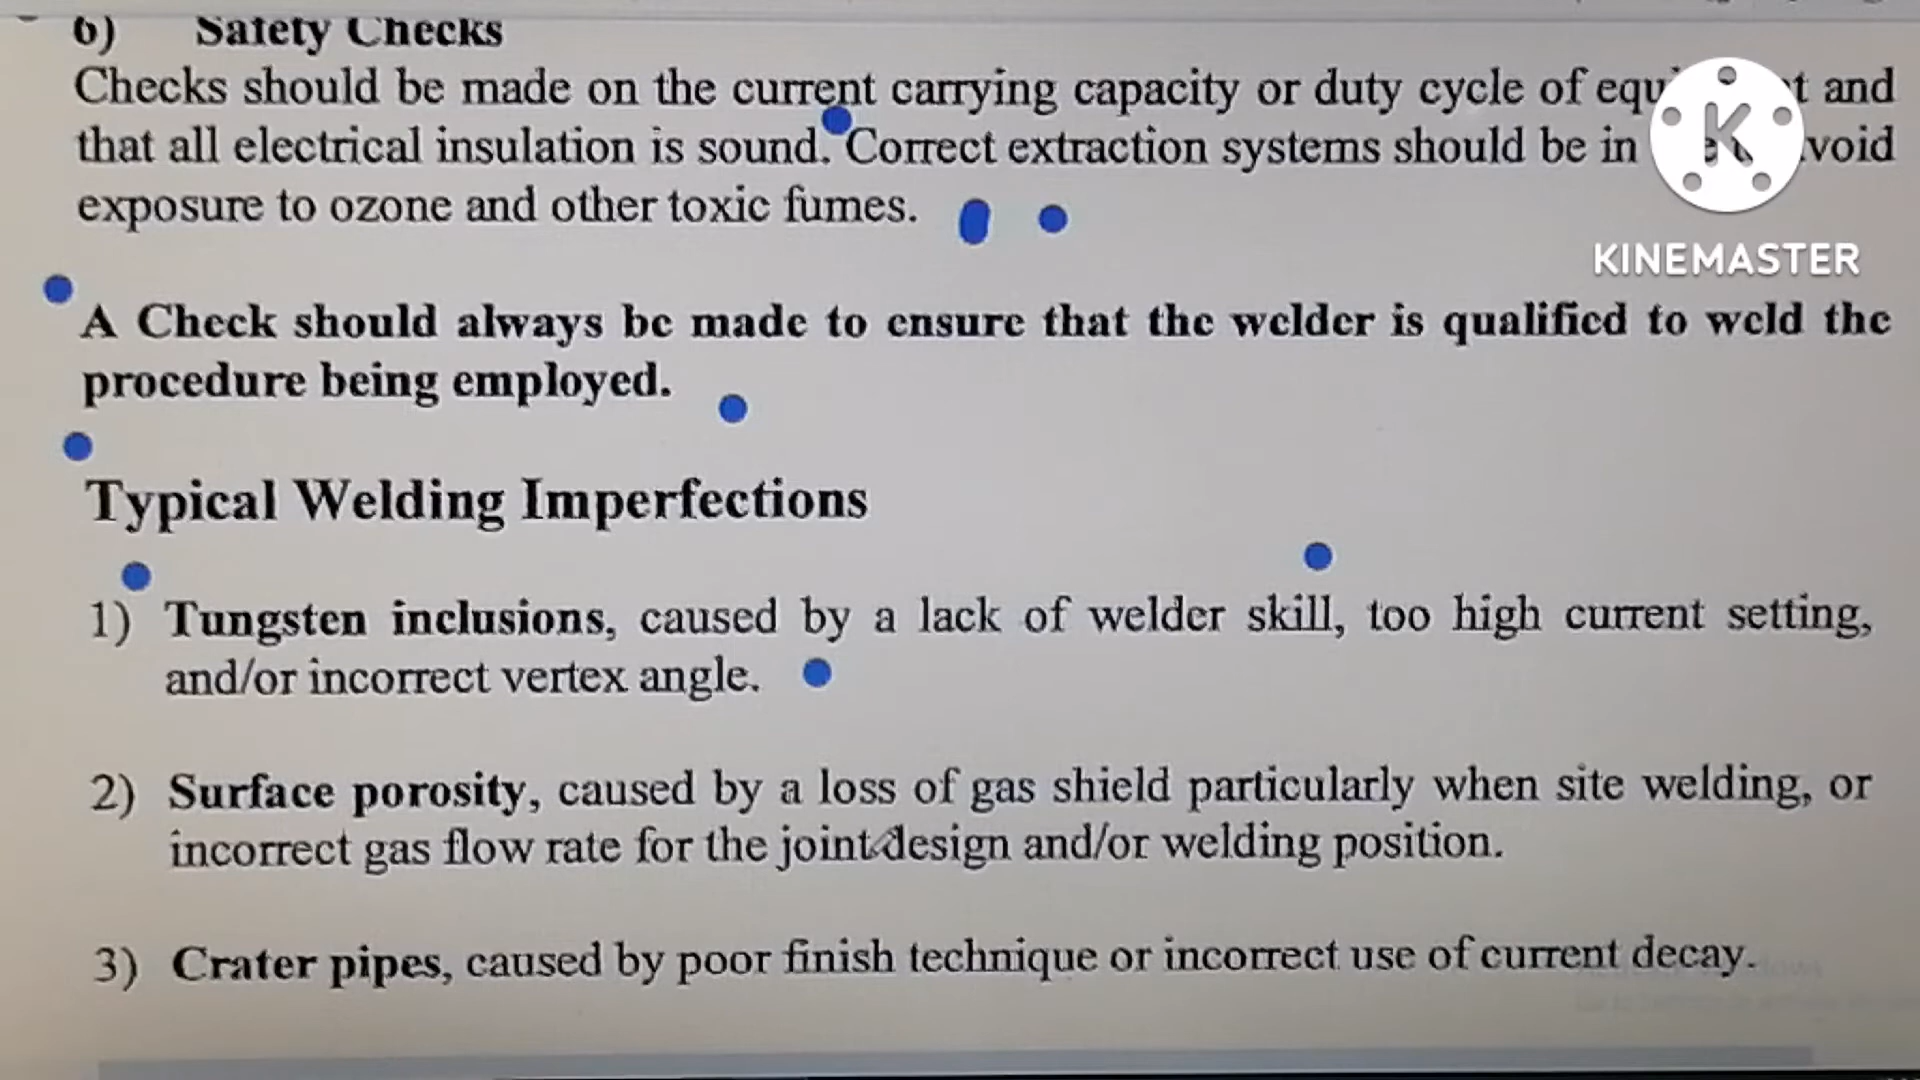 6) Safety Checks
Checks should be made on the current carrying capacity or duty cycle of and
that all electrical insulation is sound. Correct extraction systems should be in
exposure to ozone and other toxic fumes.
KINEMASTER
A Check should always be made to ensure that the welder is qualified to weld the
procedure being employed.
Typical Welding Imperfections
1) Tungsten inclusions, caused by a lack of welder skill, too high current setting,
and/or incorrect vertex angle.
2) Surface porosity, caused by a loss of gas shield particularly when site welding, or
incorrect gas flow rate for the joint design and/or welding position.
3) Crater pipes, caused by poor finish technique or incorrect use of current decay.